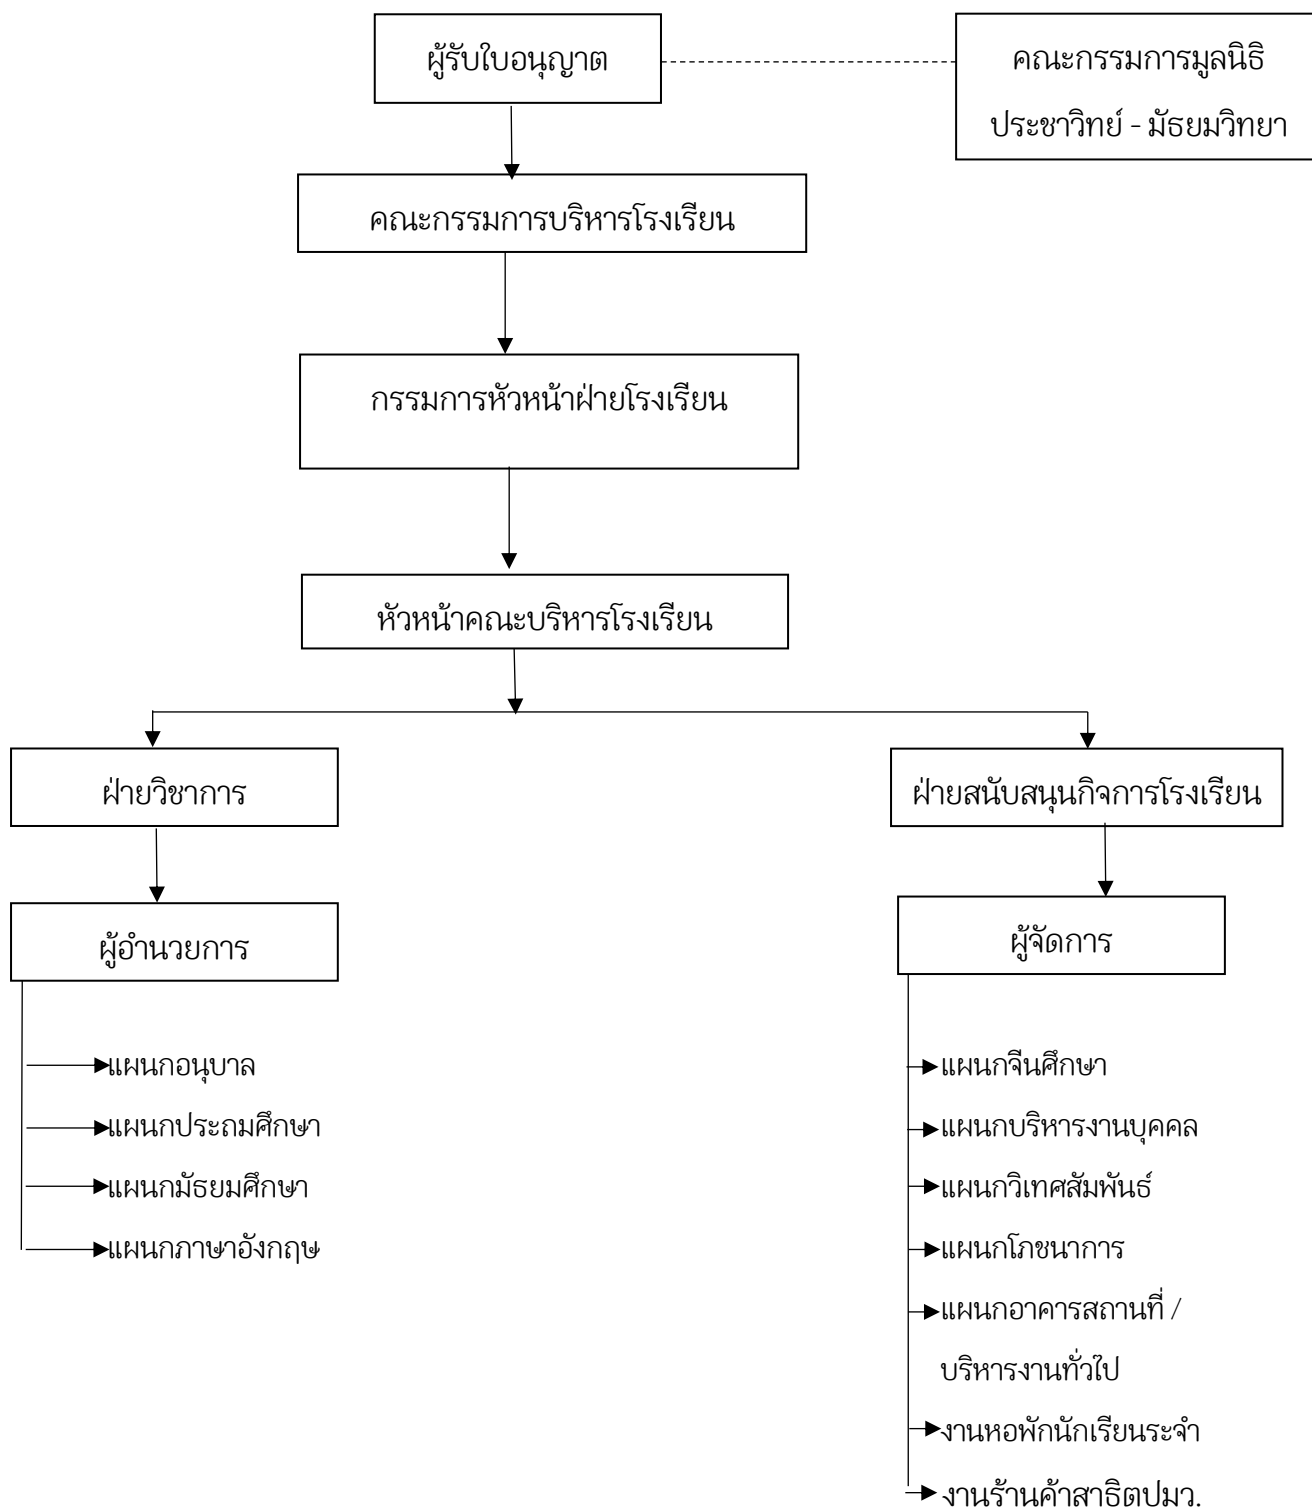 ผู้รับใบอนุญาต
คณะกรรมการมูลนิธิ
ประชาวิทย์ - มัธยมวิทยา
คณะกรรมการบริหารโรงเรียน
กรรมการหัวหน้าฝ่ายโรงเรียน
หัวหน้าคณะบริหารโรงเรียน
ฝ่ายวิชาการ
ฝ่ายสนับสนุนกิจการโรงเรียน
ผู้อำนวยการ
ผู้จัดการ
แผนกอนุบาล
แผนกประถมศึกษา
แผนกมัธยมศึกษา
แผนกภาษาอังกฤษ
แผนกจีนศึกษา
แผนกบริหารงานบุคคล
แผนกวิเทศสัมพันธ์
แผนกโภชนาการ
แผนกอาคารสถานที่ /
บริหารงานทั่วไป
งานหอพักนักเรียนระจำ
งานร้านค้าสาธิตปมว.